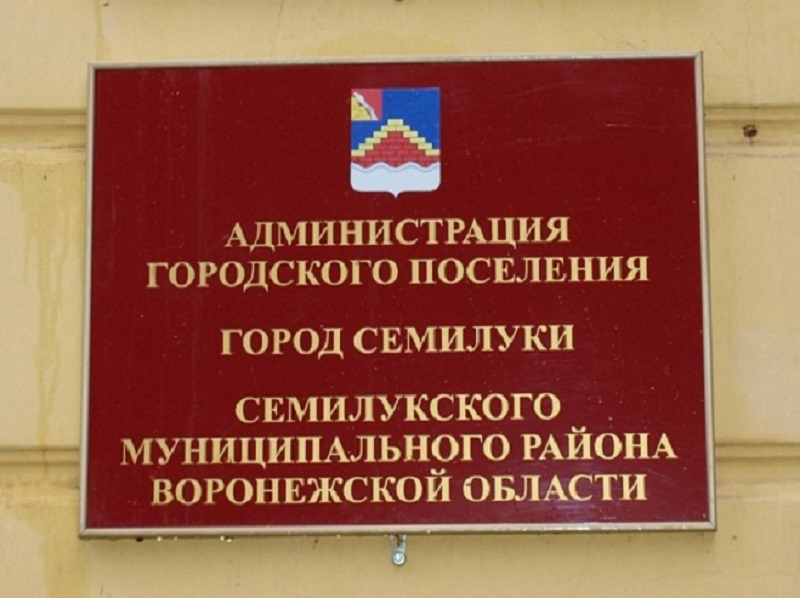 АДМИНИСТРАЦИЯ
ГОРОДСКОГО ПОСЕЛЕНИЯ
ГОРОД СЕМИЛУКИ
СЕМИЛУКСКОГО
МУНИЦИПАЛЬНОГО РАЙОНА
ВОРОНЕЖСКОЙ ОБЛАСТИ